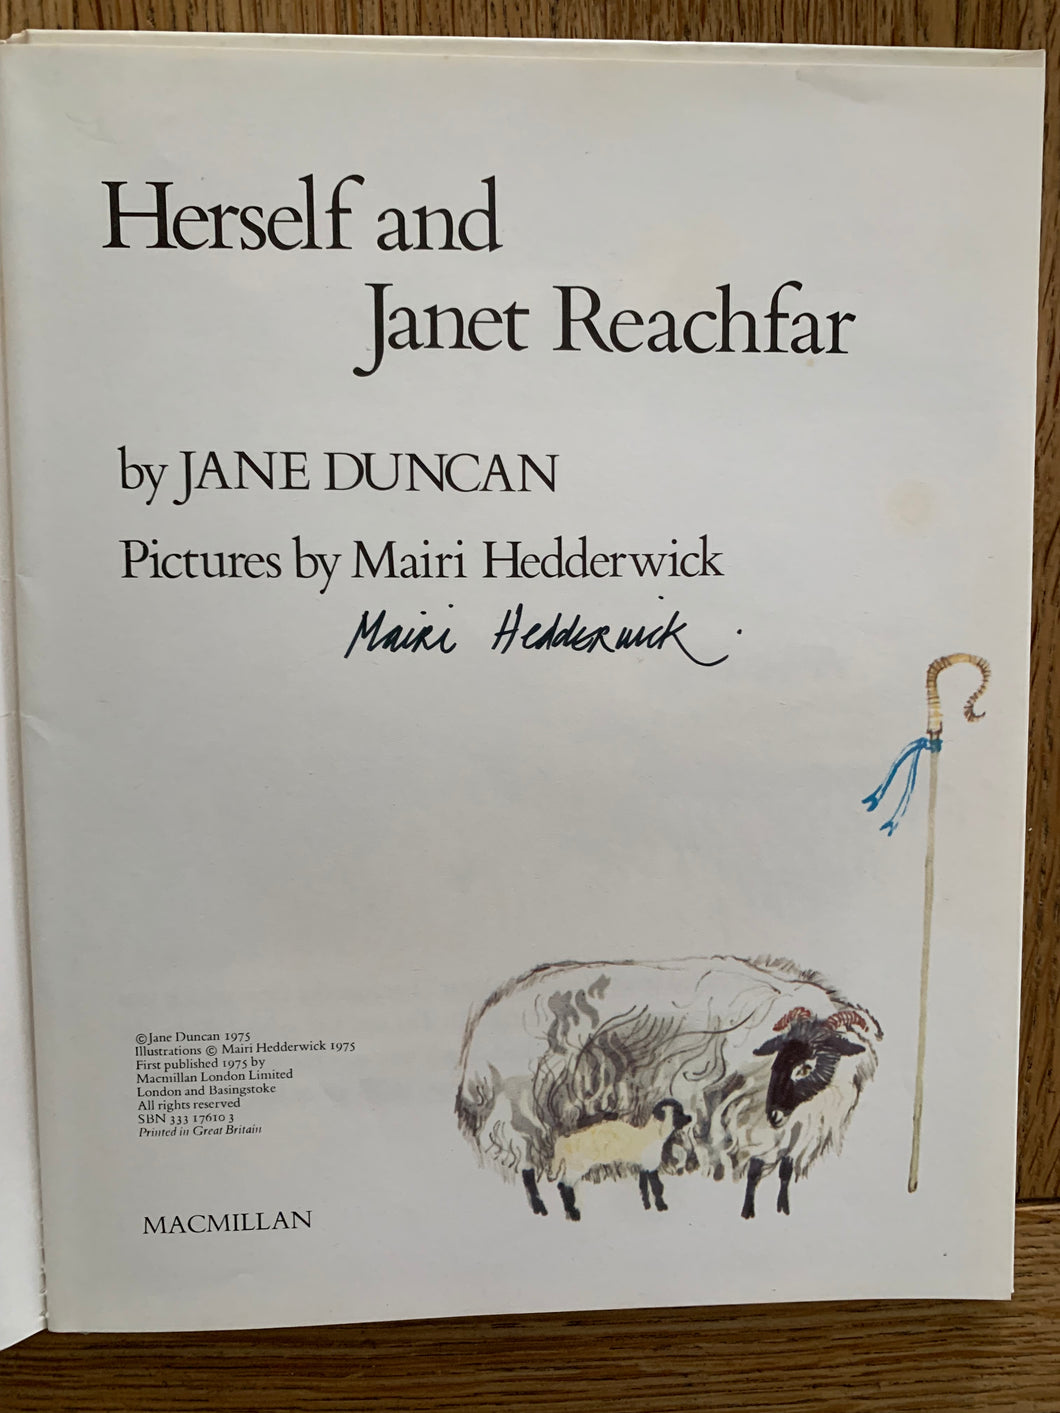 Herself and
Janet Reachfar
by JANE DUNCAN
Pictures by Mairi Hedderwick
Mairi Hedderwick.
©Jane Duncan 1975
Illustrations © Mairi Hedderwick 1975
First published 1975 by
Macmillan London Limited
London and Basingstoke
All rights reserved
SBN 333 17610 3
Printed in Great Britain
MACMILLAN